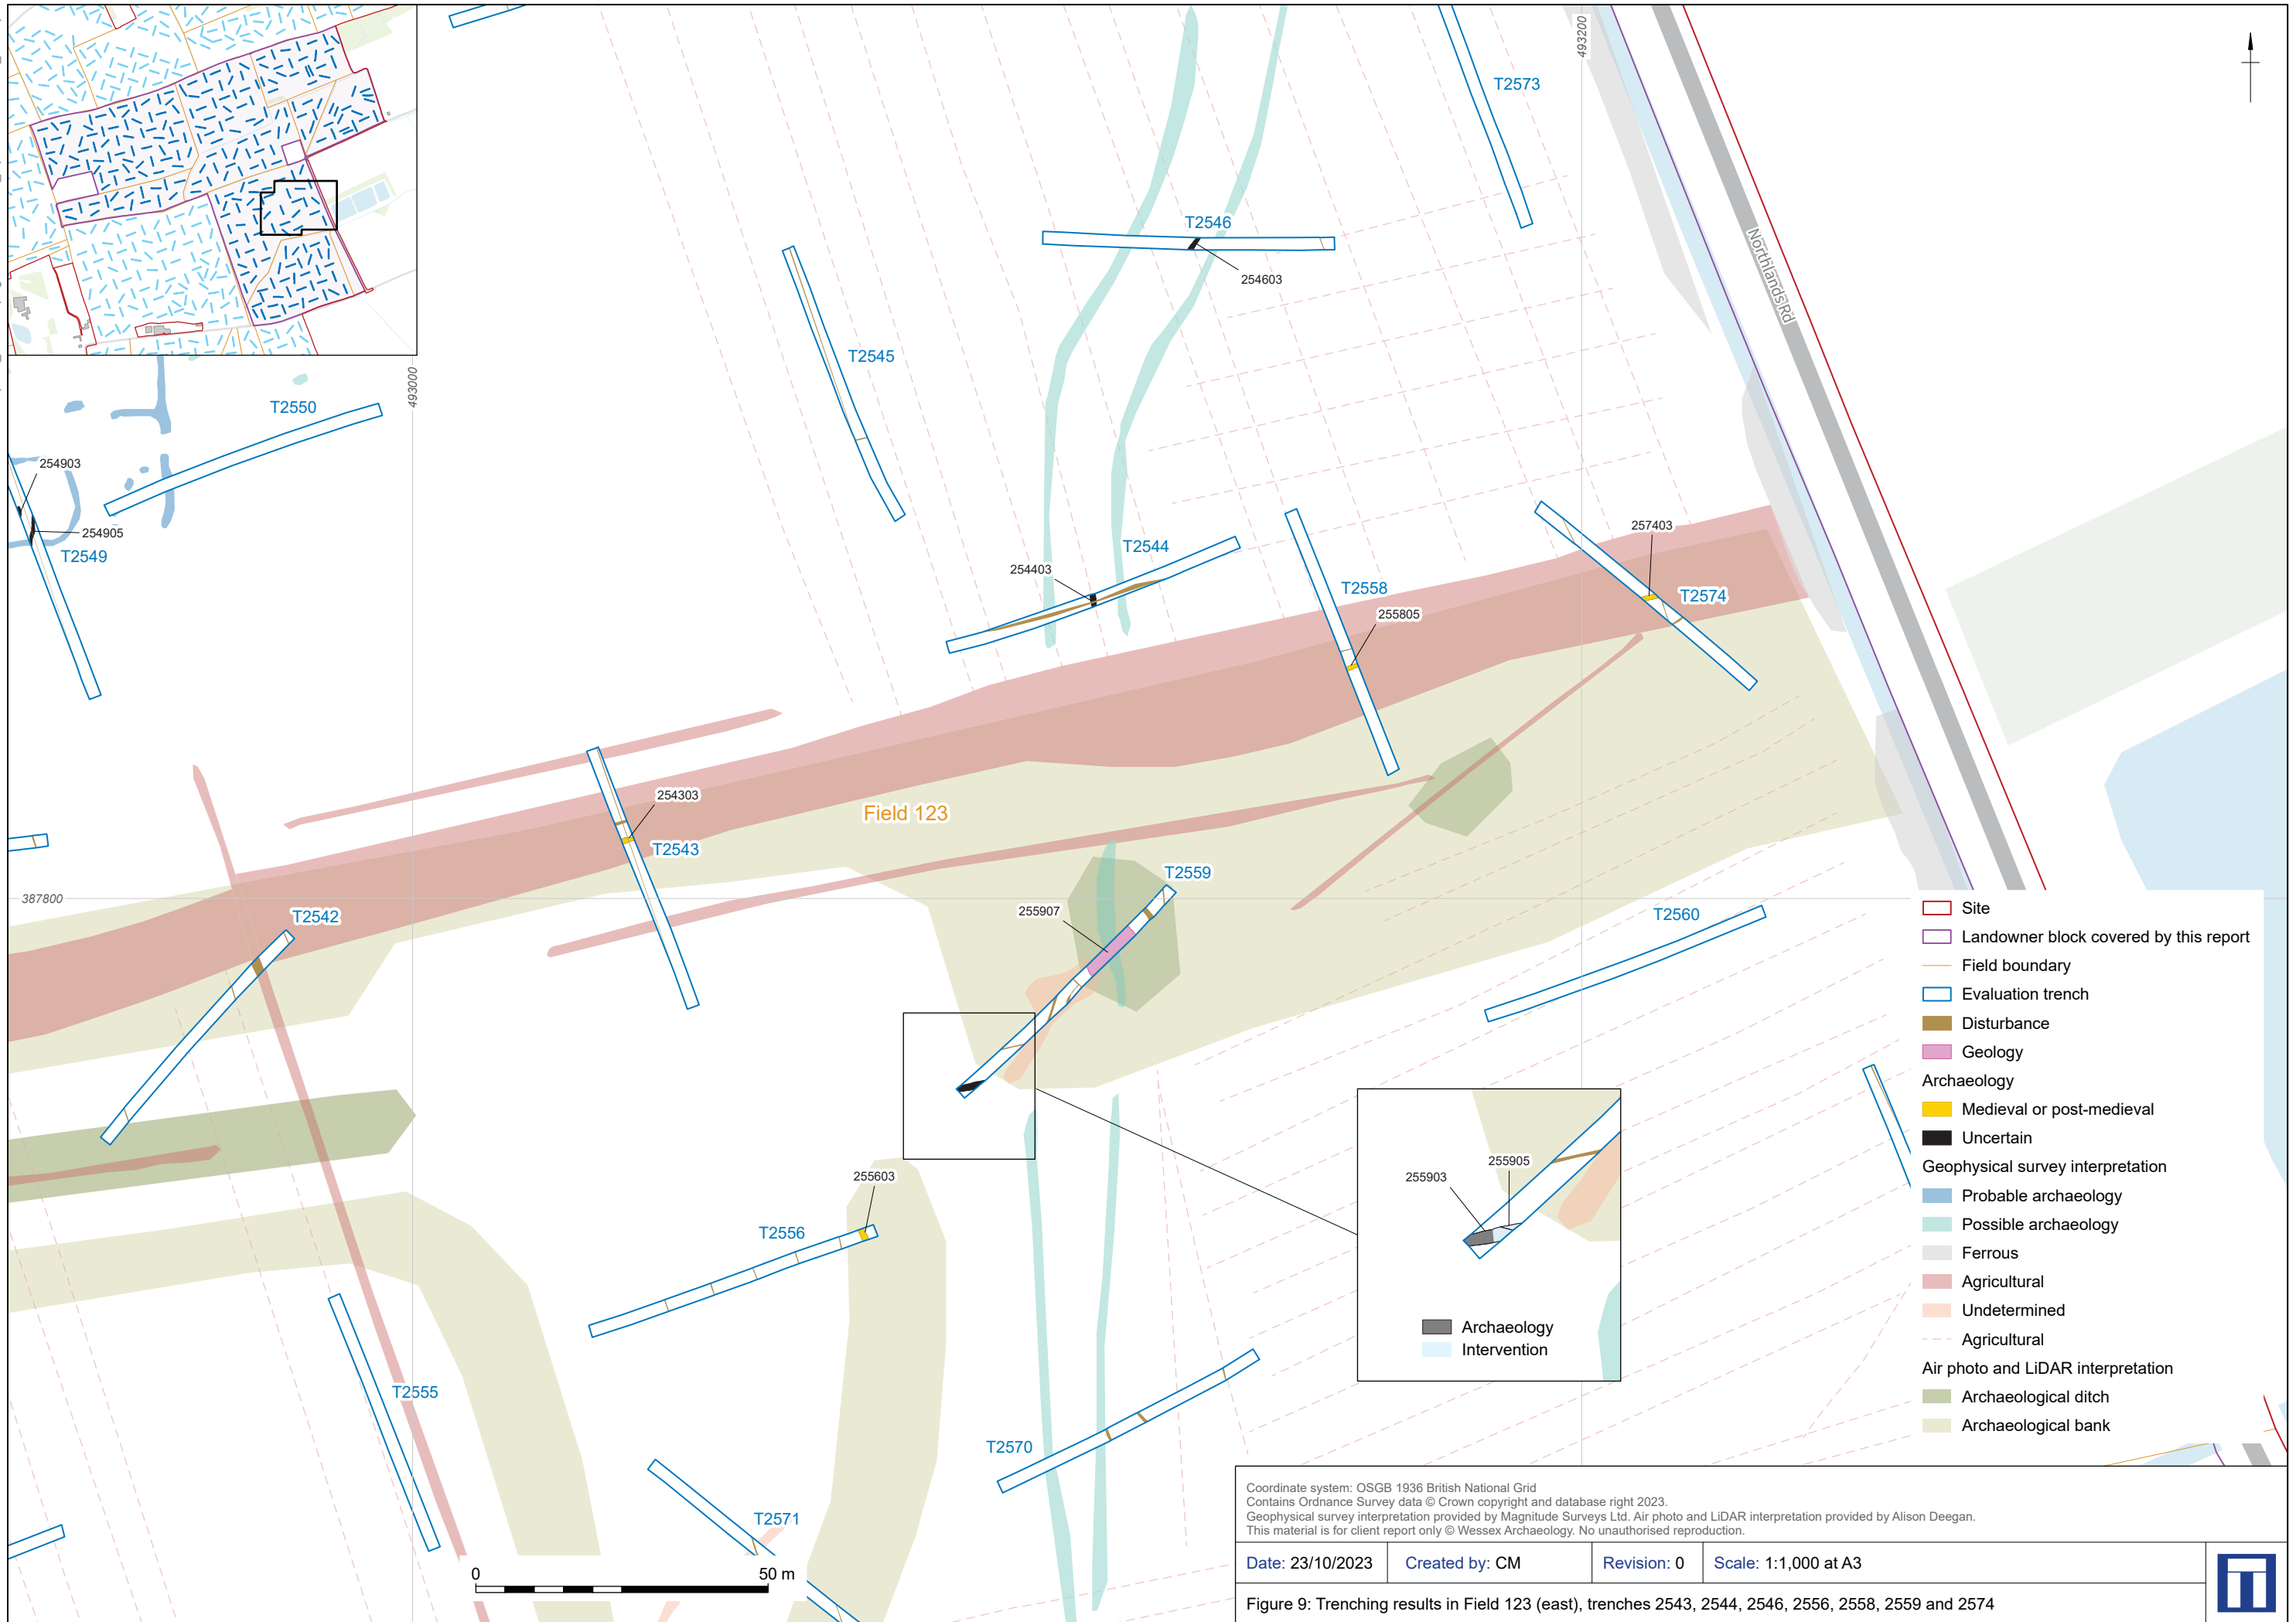 493200
T2573
T2546
254603
Northlands Rd
T2545
493000
T2550
254903
254905
T2549
T2544
254403
257403
T2558
T2574
255805
Field 123
254303
T2543
T2559
387800
T2542
255907
T2560
255903
255905
Archaeology
Intervention
255603
T2556
T2555
T2570
T2571
0
50 m
Site
Landowner block covered by this report
Field boundary
Evaluation trench
Disturbance
Geology
Archaeology
Medieval or post-medieval
Uncertain
Geophysical survey interpretation
Probable archaeology
Possible archaeology
Ferrous
Agricultural
Undetermined
Agricultural
Air photo and LiDAR interpretation
Archaeological ditch
Archaeological bank
Coordinate system: OSGB 1936 British National Grid
Contains Ordnance Survey data © Crown copyright and database right 2023.
Geophysical survey interpretation provided by Magnitude Surveys Ltd. Air photo and LiDAR interpretation provided by Alison Deegan.
This material is for client report only © Wessex Archaeology. No unauthorised reproduction.
Date: 23/10/2023
Created by: CM
Revision: 0
Scale: 1:1,000 at A3
Figure 9: Trenching results in Field 123 (east), trenches 2543, 2544, 2546, 2556, 2558, 2559 and 2574